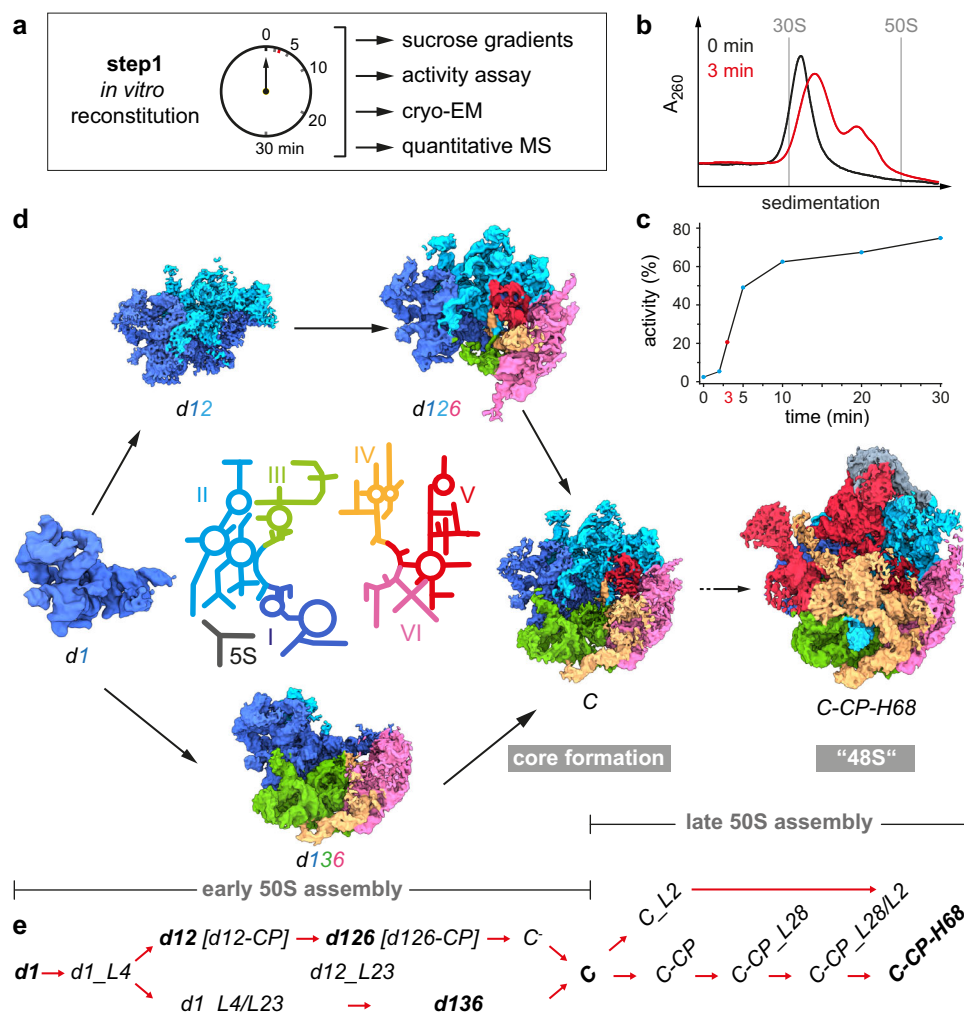 a
step1
in vitro
reconstitution
0
5
10
20
30 min
sucrose gradients
activity assay
cryo-EM
quantitative MS
b
30S
50S
0 min
3 min
A260
sedimentation
c
80
60
40
20
0
activity (%)
0 3 5 10 20 30
time (min)
d
d12
d126
d1
II
III
IV
V
I
VI
5S
C
C-CP-H68
d136
core formation
"48S"
late 50S assembly
early 50S assembly
e
d1
d1_L4
d12 [d12-CP]
d126 [d126-CP]
C-
d12_L23
d1_L4/L23
d136
C
C_L2
C-CP
C-CP_L28
C-CP_L28/L2
C-CP-H68